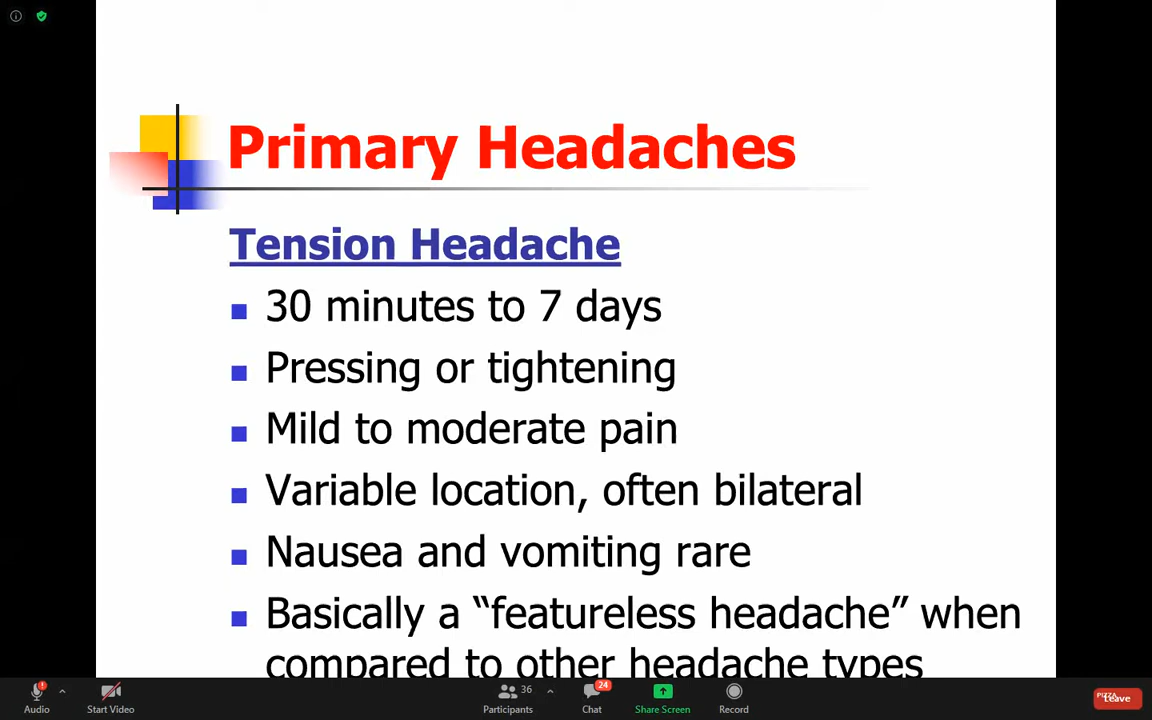 Primary Headaches
Tension Headache
30 minutes to 7 days
Pressing or tightening
Mild to moderate pain
Variable location, often bilateral
Nausea and vomiting rare
Basically a “featureless headache” when
compared to other headache types
36
24
Audio
Start Video
Participants
Chat
Share Screen
Record
PIZZA
Leave